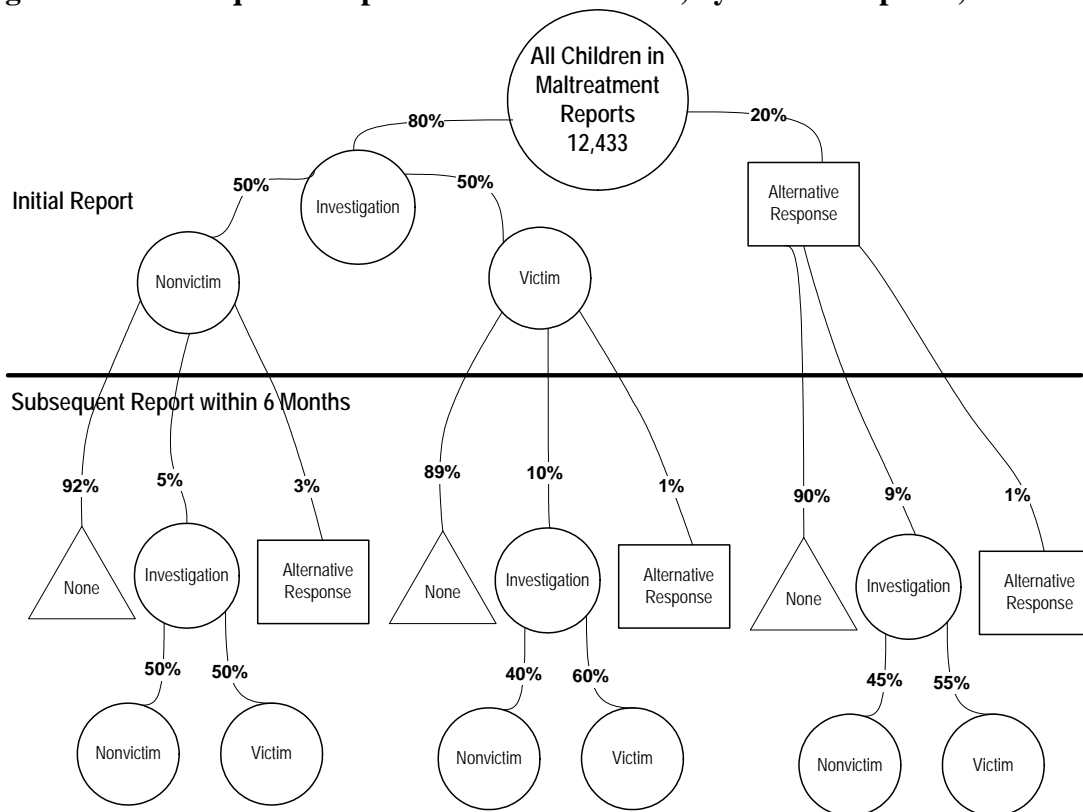 All Children in
Maltreatment
Reports
12,433
80%
20%
50%
50%
Initial Report
Investigation
Alternative
Response
Nonvictim
Victim
Subsequent Report within 6 Months
92%
5%
3%
89%
10%
1%
90%
9%
1%
None
Investigation
Alternative
Response
None
Investigation
Alternative
Response
None
Investigation
Alternative
Response
50%
50%
40%
60%
45%
55%
Nonvictim
Victim
Nonvictim
Victim
Nonvictim
Victim